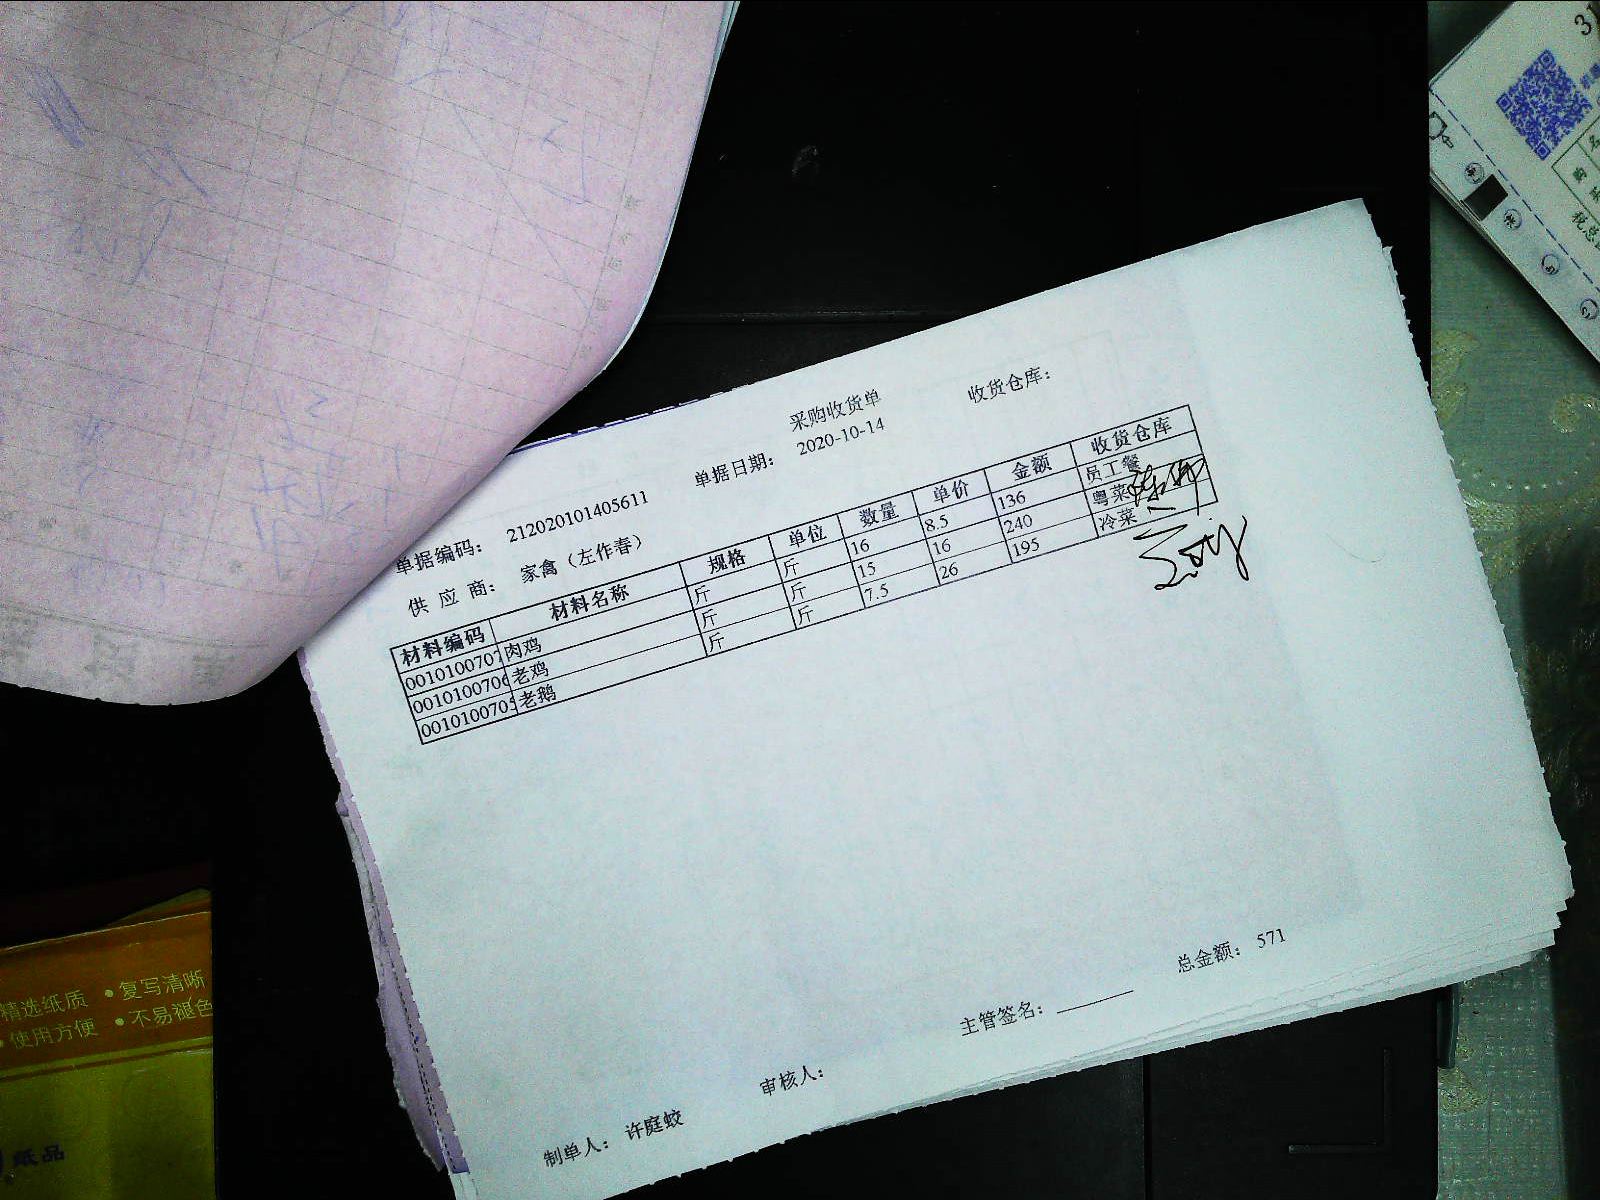 采购收货单
收货仓库：
单据编码： 212020101405611 单据日期： 2020-10-14
供 应 商： 家禽（左作春）
材料编码 材料名称 规格 单位 数量 单价 金额 收货仓库
0010100707 肉鸡 斤 斤 16 8.5 136 员工餐
001010070 老鸡 斤 斤 15 16 240 粤菜
001010070 老鹅 斤 斤 7.5 26 195 冷菜
总金额： 571
主管签名：
审核人：
制单人： 许庭蛟
精选纸质 •复写清晰
•使用方便 •不易褪色
纸品